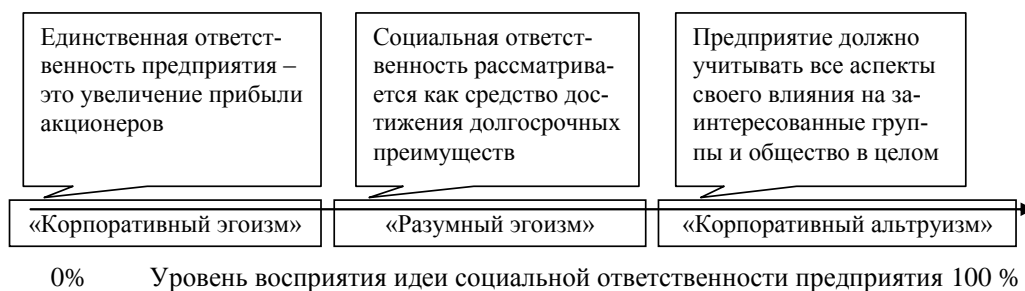 Единственная ответст-
венность предприятия –
это увеличение прибыли
акционеров
Социальная ответст-
венность рассматрива-
ется как средство дос-
тижения долгосрочных
преимуществ
Предприятие должно
учитывать все аспекты
своего влияния на за-
интересованные груп-
пы и общество в целом
«Корпоративный эгоизм»
«Разумный эгоизм»
«Корпоративный альтруизм»
0% Уровень восприятия идеи социальной ответственности предприятия 100 %